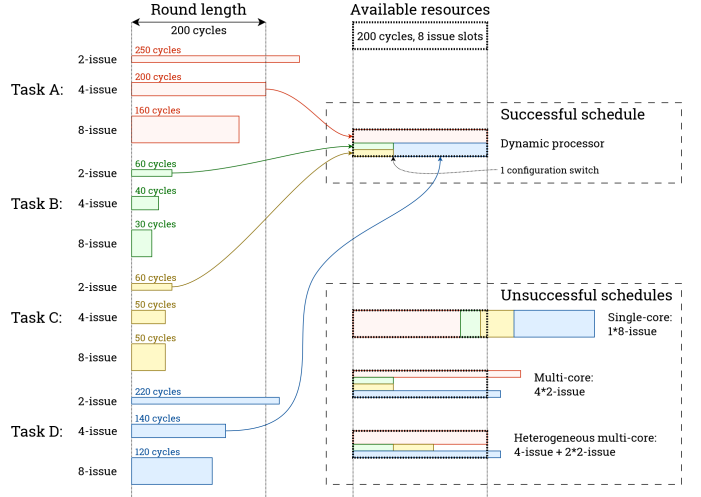 Round length
200 cycles
Available resources
200 cycles, 8 issue slots
Task A:
2-issue
250 cycles
4-issue
200 cycles
8-issue
160 cycles
Task B:
2-issue
60 cycles
4-issue
40 cycles
8-issue
30 cycles
Task C:
2-issue
60 cycles
4-issue
50 cycles
8-issue
50 cycles
Task D:
2-issue
220 cycles
4-issue
140 cycles
8-issue
120 cycles
Successful schedule
Dynamic processor
1 configuration switch
Unsuccessful schedules
Single-core:
1*8-issue
Multi-core:
4*2-issue
Heterogeneous multi-core:
4-issue + 2*2-issue